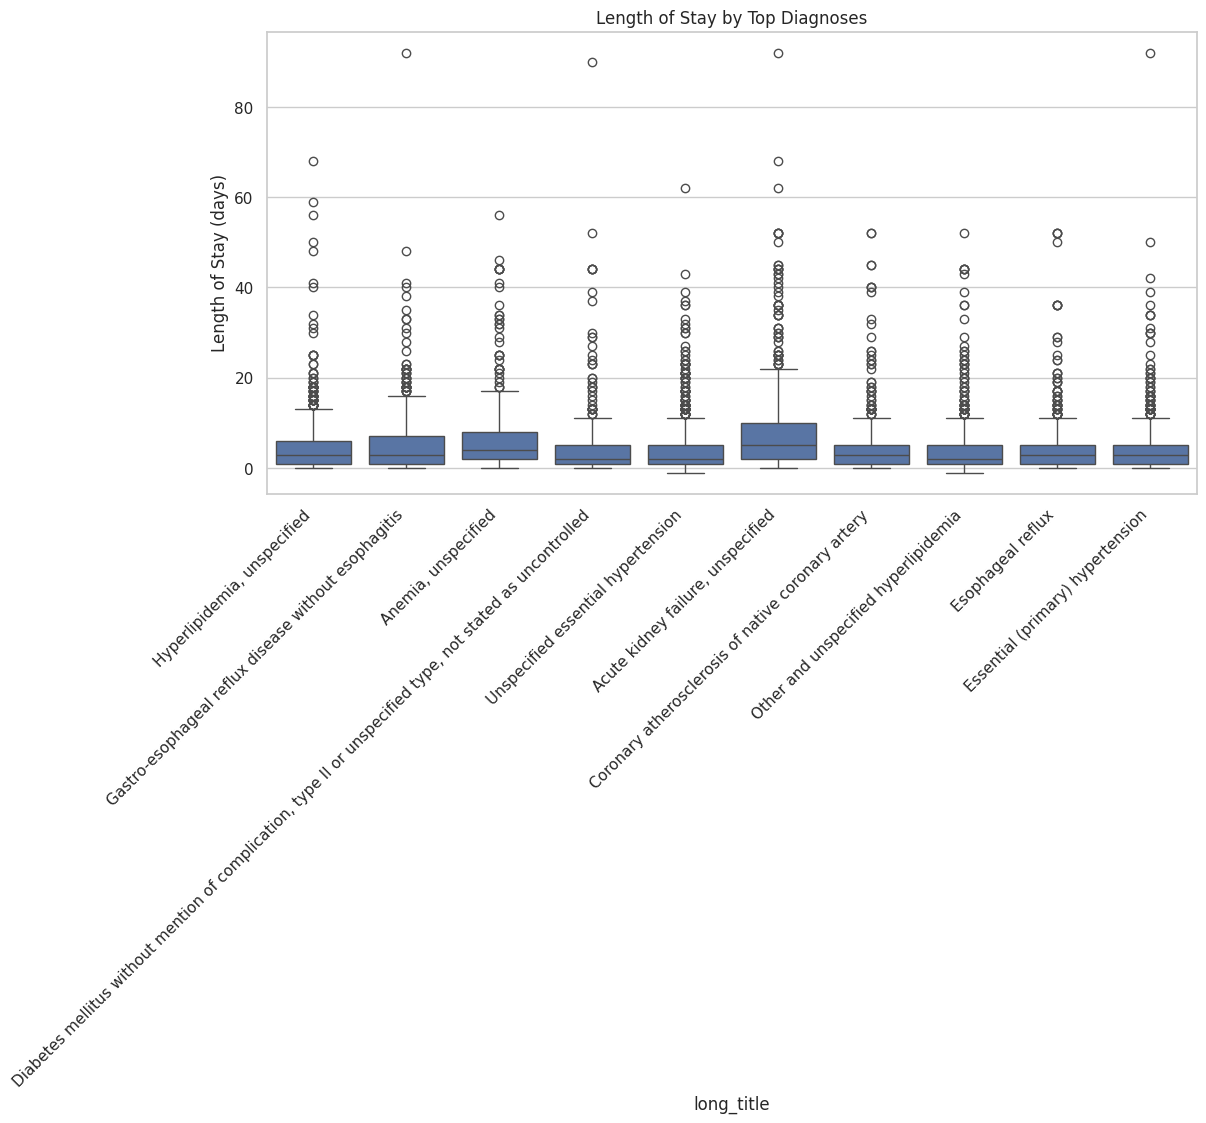 Length of Stay by Top Diagnoses
Length of Stay (days)
80
60
40
20
0
Hyperlipidemia, unspecified
Gastro-esophageal reflux disease without esophagitis
Anemia, unspecified
Diabetes mellitus without mention of complication, type II or unspecified type, not stated as uncontrolled
Unspecified essential hypertension
Acute kidney failure, unspecified
Coronary atherosclerosis of native coronary artery
Other and unspecified hyperlipidemia
Esophageal reflux
Essential (primary) hypertension
long_title